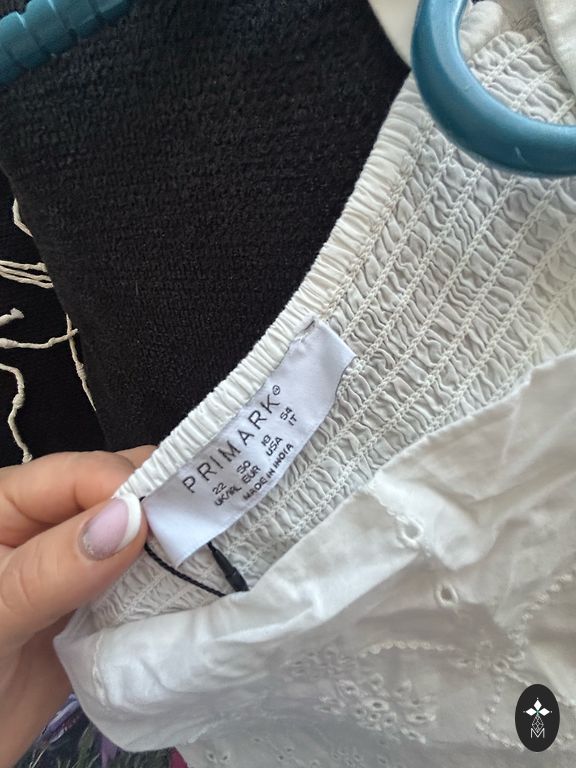 PRIMARK®
22 50 18 54
UK/IRL EUR USA IT
MADE IN INDIA